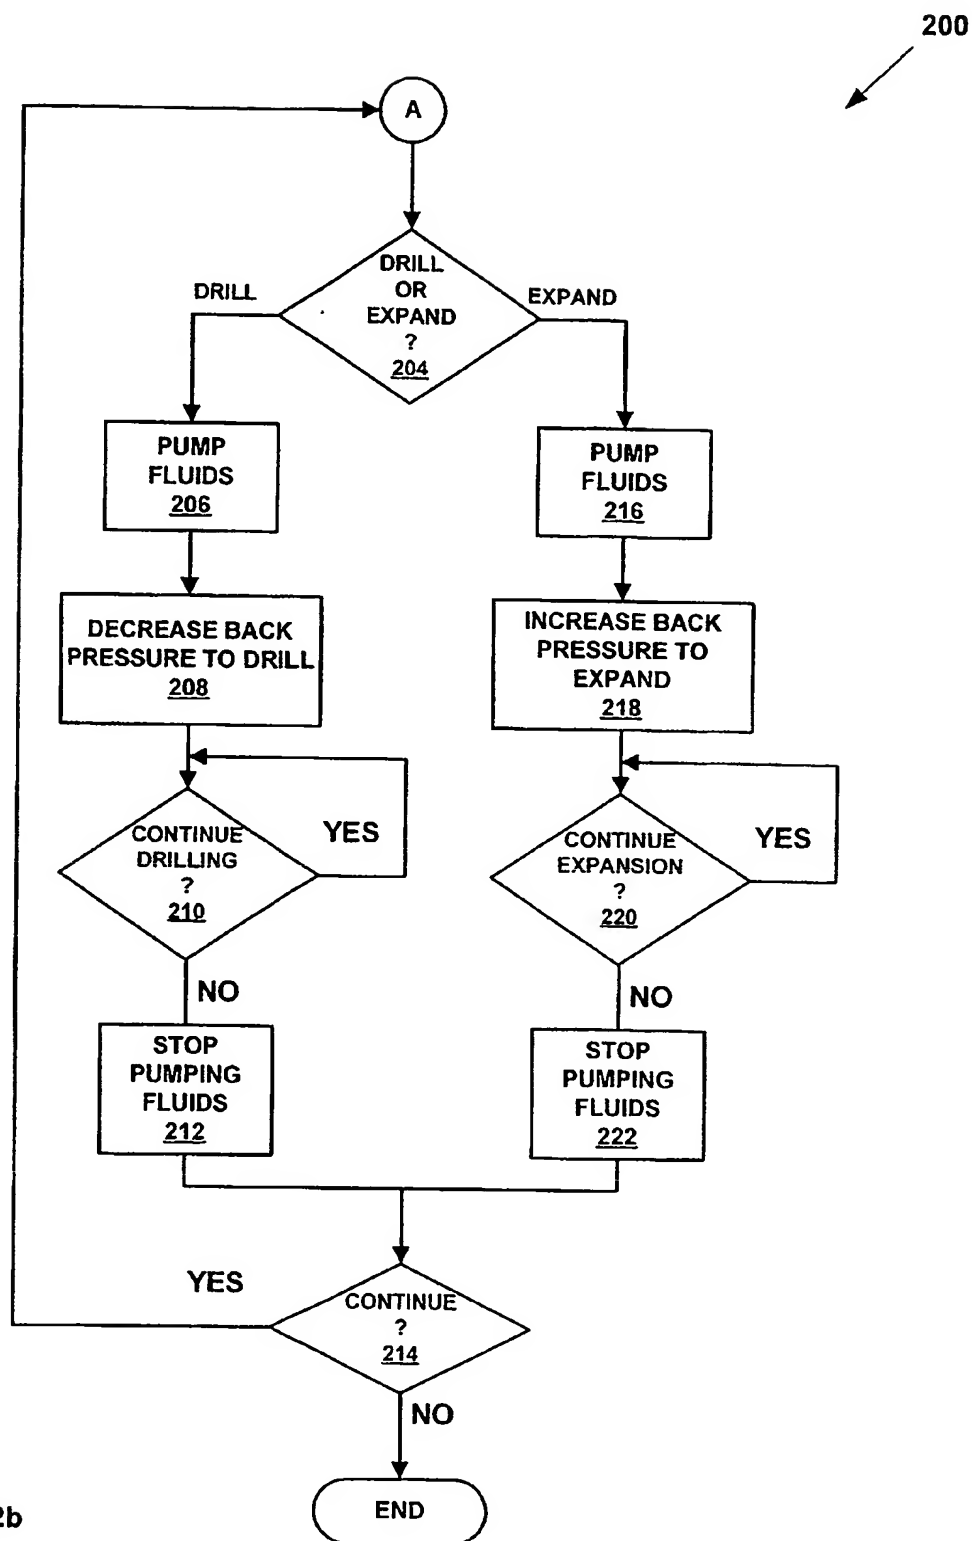 200
A
DRILL
OR
EXPAND
?
204
DRILL
EXPAND
PUMP
FLUIDS
206
PUMP
FLUIDS
216
DECREASE BACK
PRESSURE TO DRILL
208
INCREASE BACK
PRESSURE TO
EXPAND
218
CONTINUE
DRILLING
?
210
YES
CONTINUE
EXPANSION
?
220
YES
NO
NO
STOP
PUMPING
FLUIDS
212
STOP
PUMPING
FLUIDS
222
YES
CONTINUE
?
214
NO
END
2b